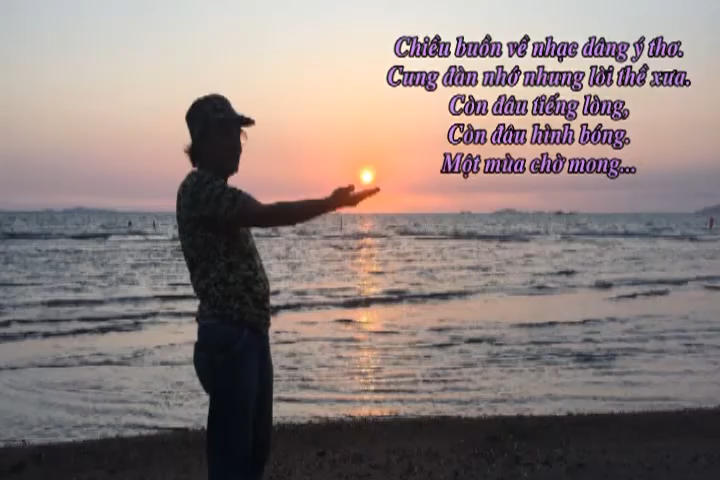 Chiều buồn về nhạc dâng ý thơ.
Cung đàn nhớ nhung lời thề xưa.
Còn đâu tiếng lòng,
Còn đâu hình bóng.
Một mùa chờ mong...